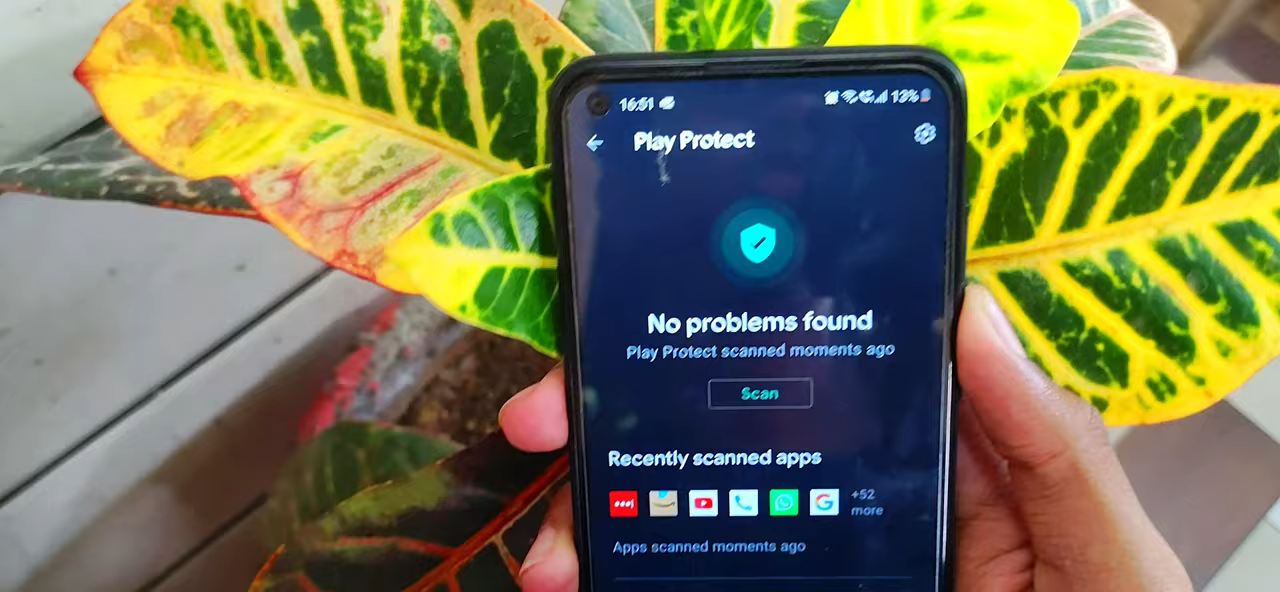 16:51 13%
Play Protect
No problems found
Play Protect scanned moments ago
Scan
Recently scanned apps
+52
more
Apps scanned moments ago